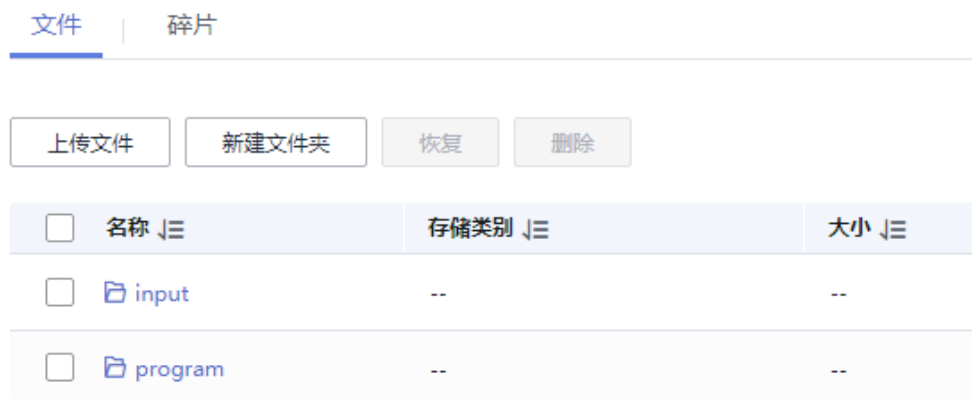 文件 碎片
上传文件 新建文件夹 恢复 删除
名称 存储类别 大小
input -- --
program -- --